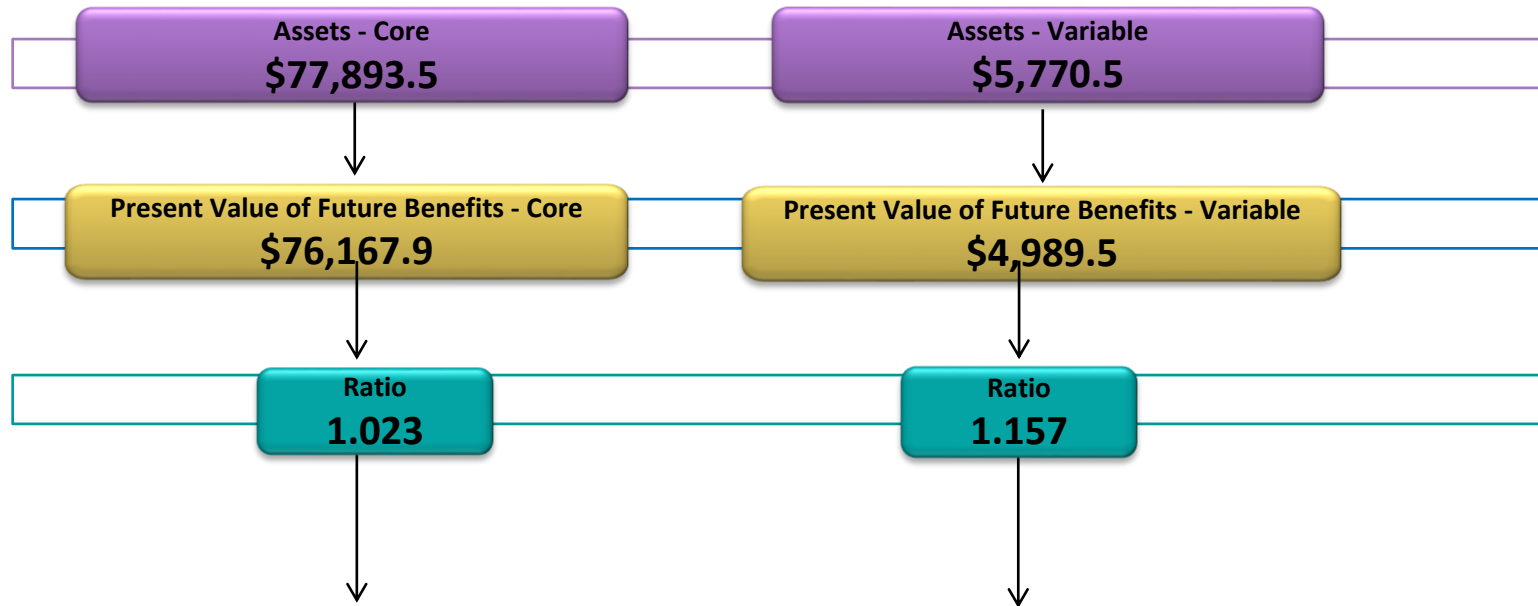 Assets - Core
$77,893.5
Assets - Variable
$5,770.5
Present Value of Future Benefits - Core
$76,167.9
Present Value of Future Benefits - Variable
$4,989.5
Ratio
1.023
Ratio
1.157